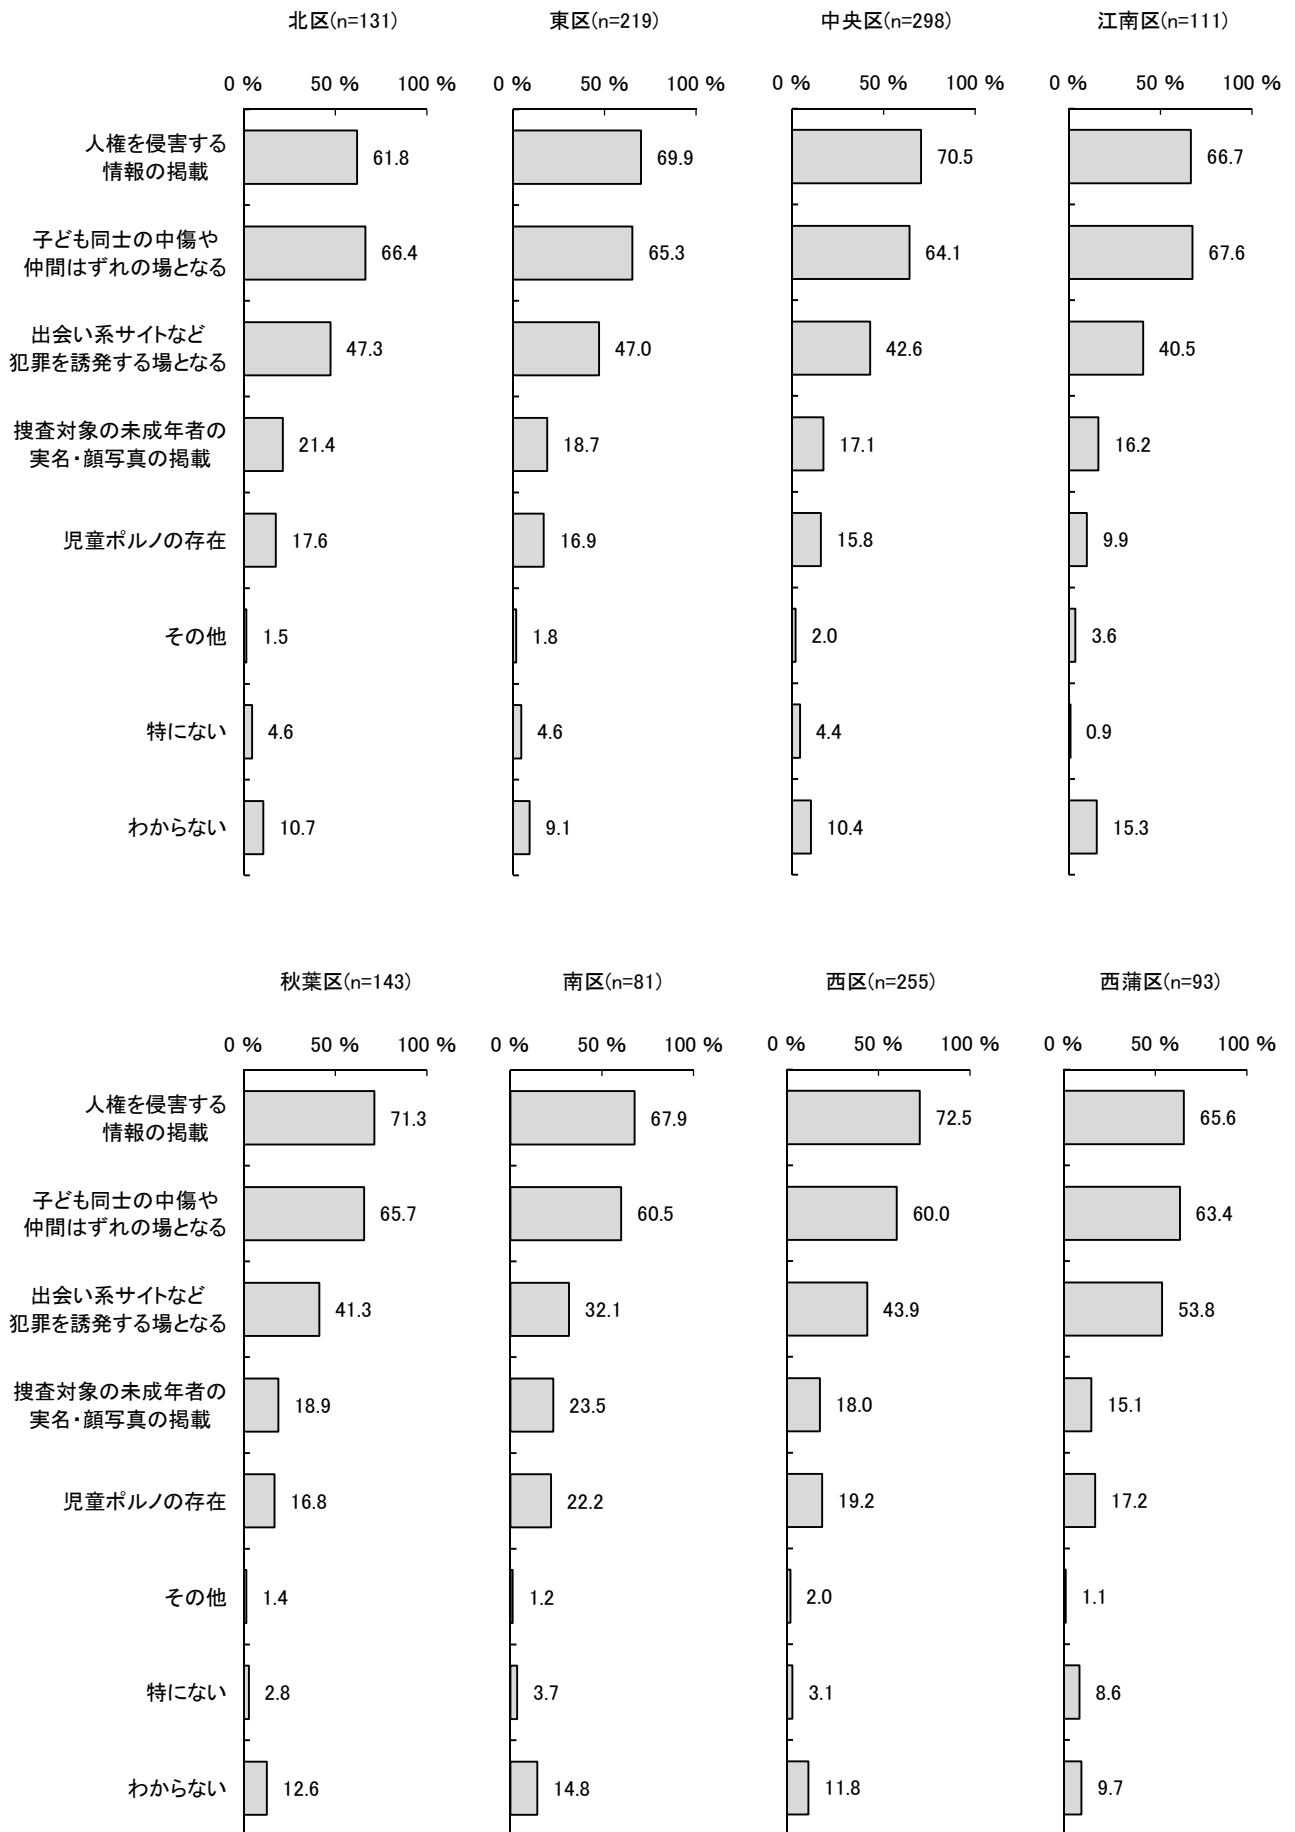 北区(n=131) 東区(n=219) 中央区(n=298) 江南区(n=111)
0 % 50 % 100 % 0 % 50 % 100 % 0 % 50 % 100 % 0 % 50 % 100 %
人権を侵害する
情報の掲載
61.8 69.9 70.5 66.7
子ども同士の中傷や
仲間はずれの場となる
66.4 65.3 64.1 67.6
出会い系サイトなど
犯罪を誘発する場となる
47.3 47.0 42.6 40.5
捜査対象の未成年者の
実名・顔写真の掲載
21.4 18.7 17.1 16.2
児童ポルノの存在 17.6 16.9 15.8 9.9
その他 1.5 1.8 2.0 3.6
特にない 4.6 4.6 4.4 0.9
わからない 10.7 9.1 10.4 15.3
秋葉区(n=143) 南区(n=81) 西区(n=255) 西蒲区(n=93)
0 % 50 % 100 % 0 % 50 % 100 % 0 % 50 % 100 % 0 % 50 % 100 %
人権を侵害する
情報の掲載
71.3 67.9 72.5 65.6
子ども同士の中傷や
仲間はずれの場となる
65.7 60.5 60.0 63.4
出会い系サイトなど
犯罪を誘発する場となる
41.3 32.1 43.9 53.8
捜査対象の未成年者の
実名・顔写真の掲載
18.9 23.5 18.0 15.1
児童ポルノの存在 16.8 22.2 19.2 17.2
その他 1.4 1.2 2.0 1.1
特にない 2.8 3.7 3.1 8.6
わからない 12.6 14.8 11.8 9.7